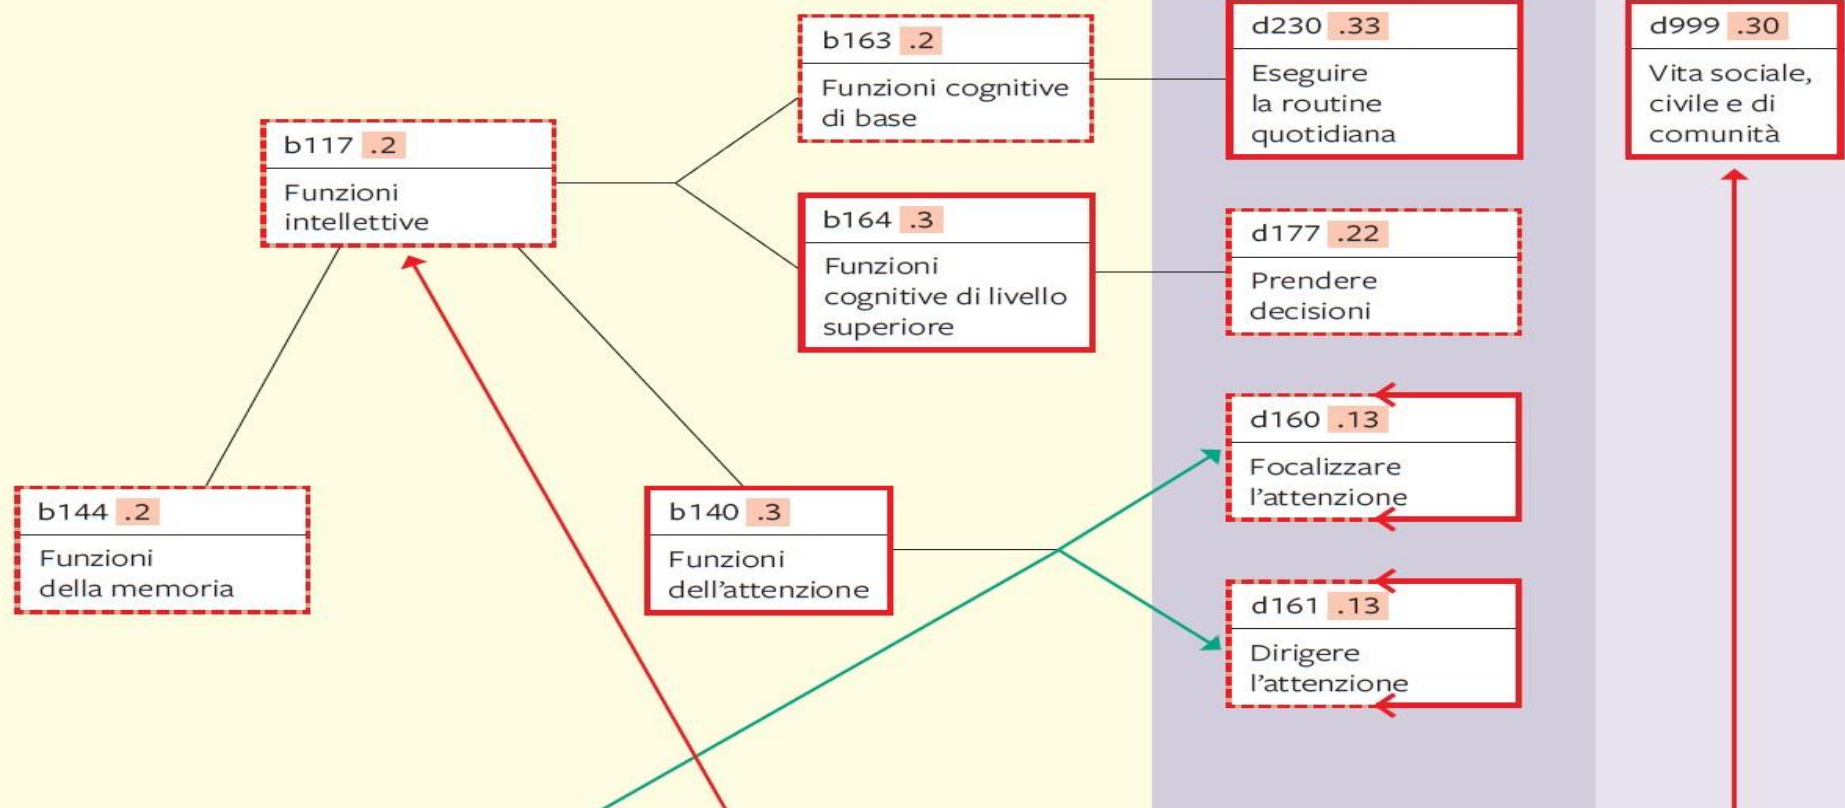 b117 .2
Funzioni
intellettive
b144 .2
Funzioni
della memoria
b140 .3
Funzioni
dell’attenzione
b163 .2
Funzioni cognitive
di base
b164 .3
Funzioni
cognitive di livello
superiore
d230 .33
Eseguire
la routine
quotidiana
d177 .22
Prendere
decisioni
d160 .13
Focalizzare
l’attenzione
d161 .13
Dirigere
l’attenzione
d999 .30
Vita sociale,
civile e di
comunità